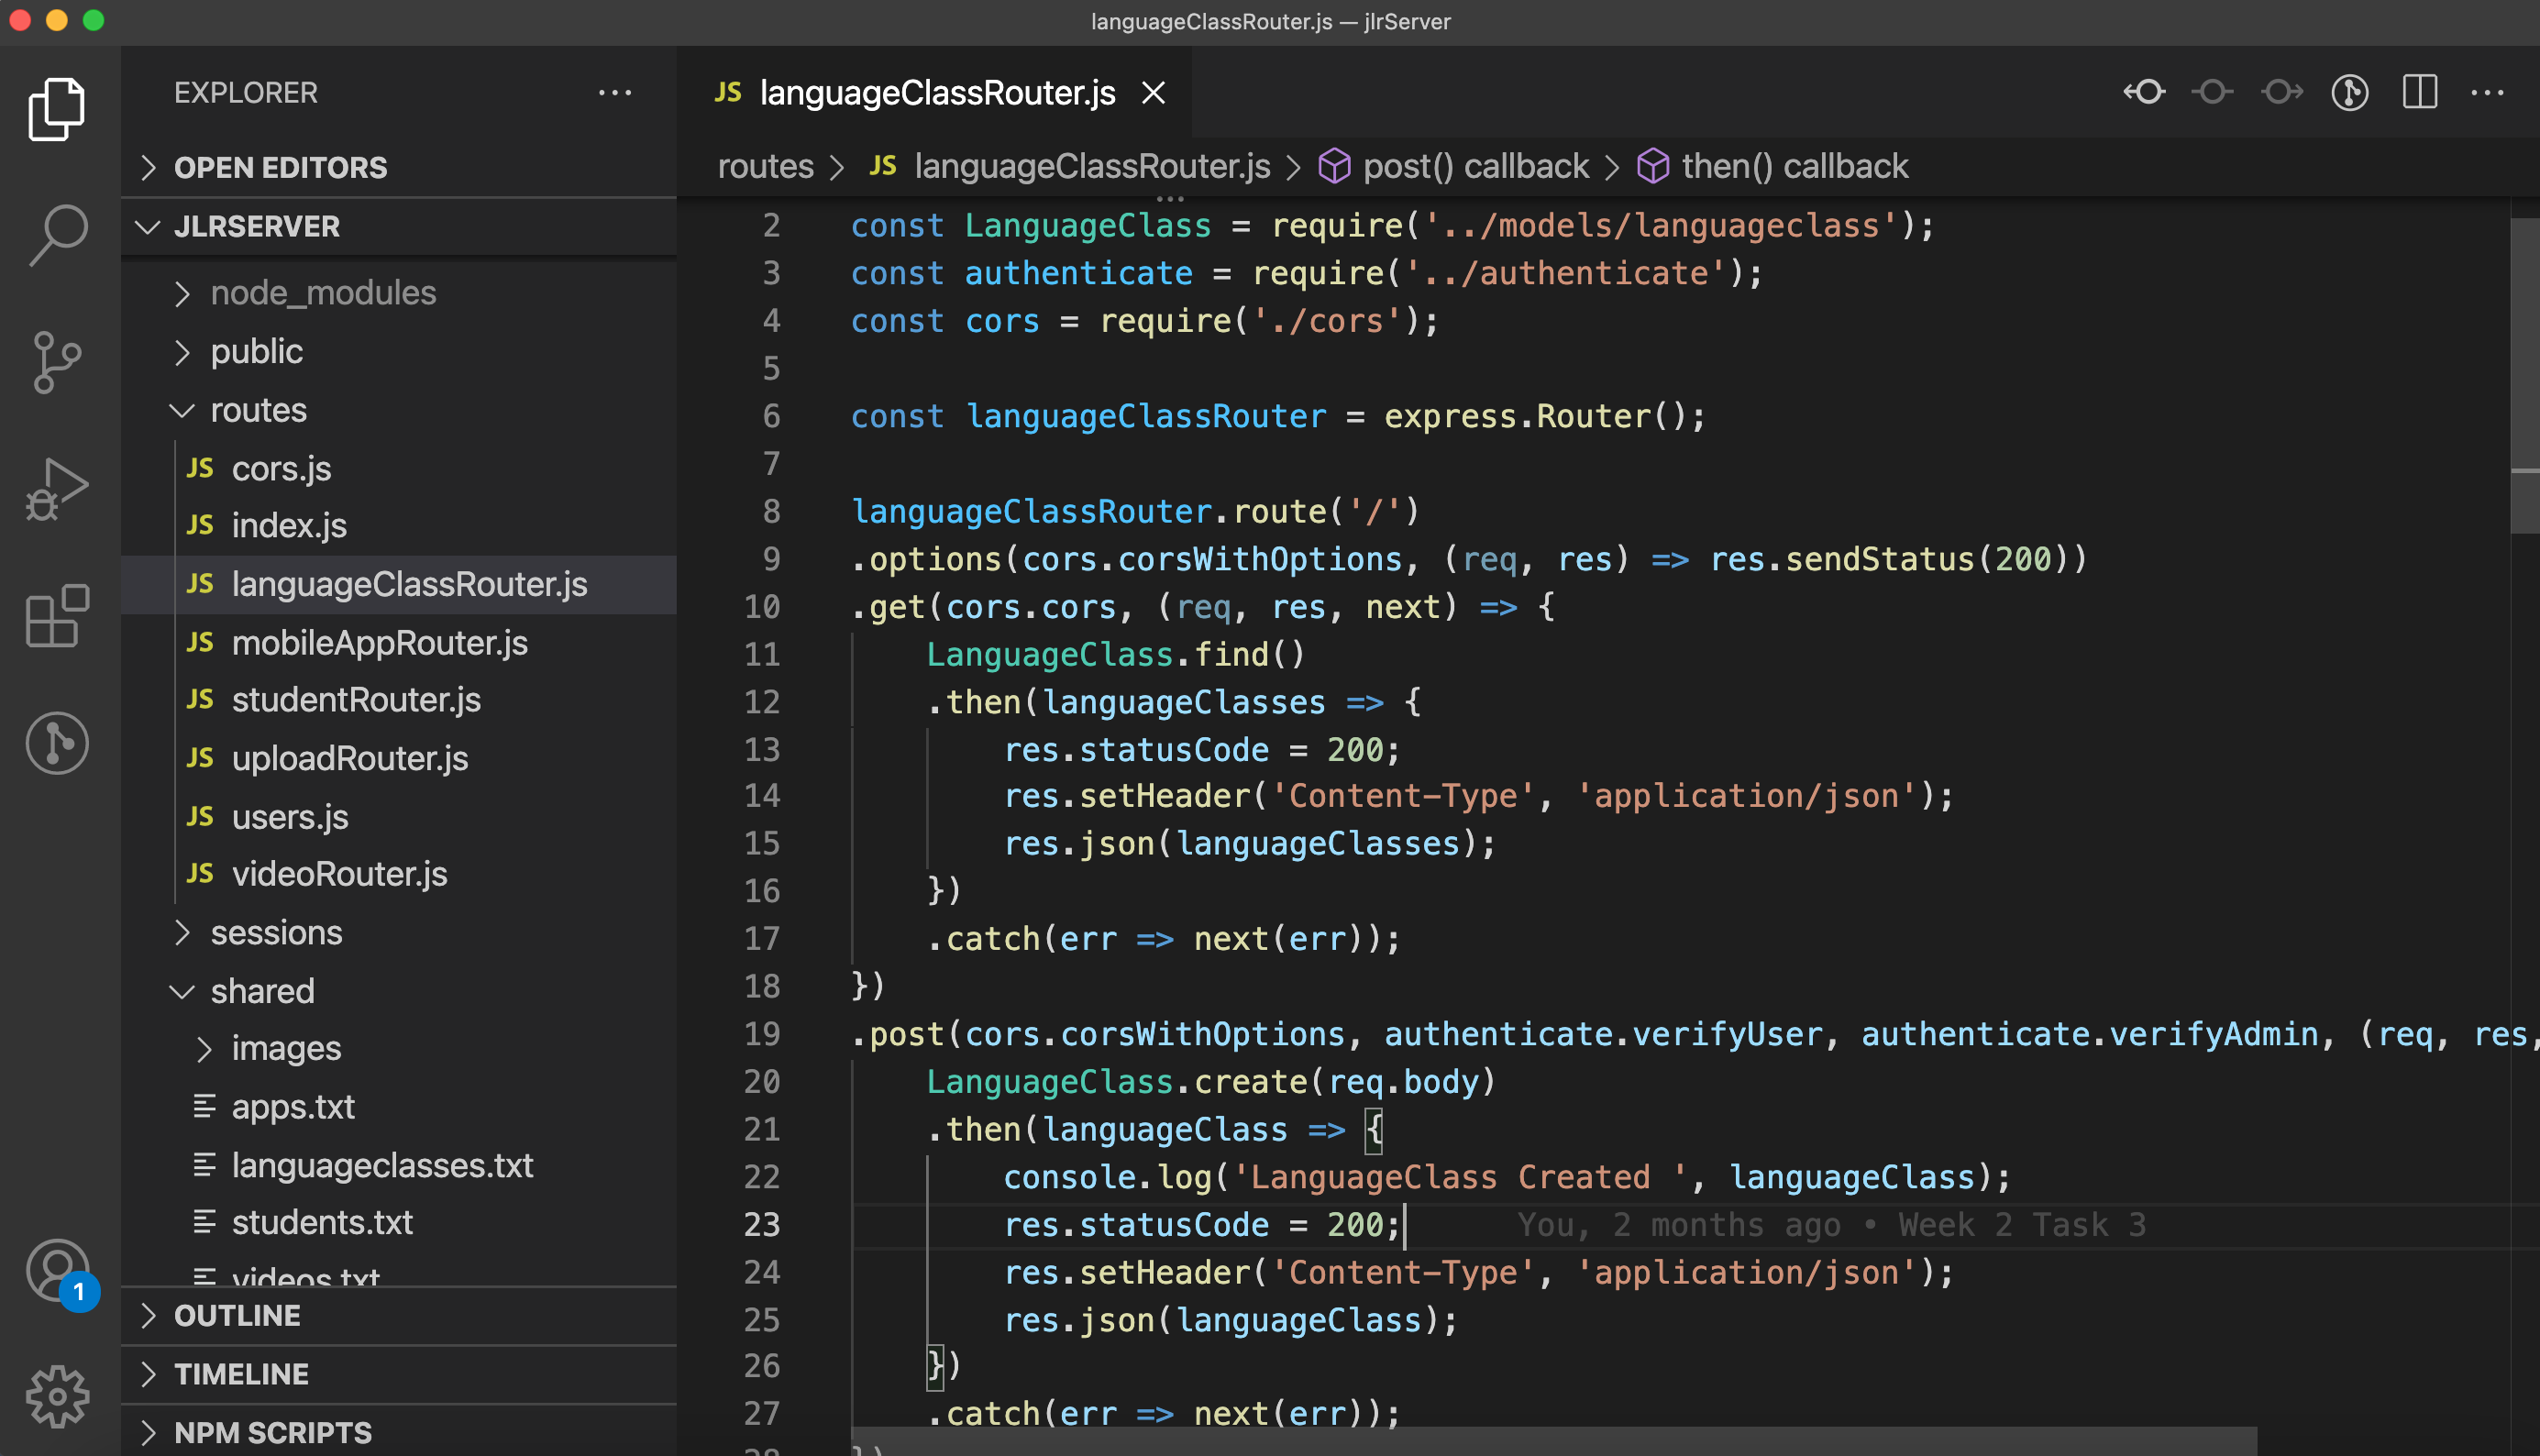 languageClassRouter.js — jlrServer
EXPLORER
OPEN EDITORS
JLRSERVER
node_modules
public
routes
JS cors.js
JS index.js
JS languageClassRouter.js
JS mobileAppRouter.js
JS studentRouter.js
JS uploadRouter.js
JS users.js
JS videoRouter.js
sessions
shared
images
apps.txt
languageclasses.txt
students.txt
videos.txt
OUTLINE
TIMELINE
NPM SCRIPTS
1
JS languageClassRouter.js
routes > JS languageClassRouter.js > post() callback > then() callback
2 const LanguageClass = require('../models/languageclass');
3 const authenticate = require('../authenticate');
4 const cors = require('./cors');
5
6 const languageClassRouter = express.Router();
7
8 languageClassRouter.route('/')
9 .options(cors.corsWithOptions, (req, res) => res.sendStatus(200))
10 .get(cors.cors, (req, res, next) => {
11 LanguageClass.find()
12 .then(languageClasses => {
13 res.statusCode = 200;
14 res.setHeader('Content-Type', 'application/json');
15 res.json(languageClasses);
16 })
17 .catch(err => next(err));
18 })
19 .post(cors.corsWithOptions, authenticate.verifyUser, authenticate.verifyAdmin, (req, res,
20 LanguageClass.create(req.body)
21 .then(languageClass => {
22 console.log('LanguageClass Created ', languageClass);
23 res.statusCode = 200; You, 2 months ago • Week 2 Task 3
24 res.setHeader('Content-Type', 'application/json');
25 res.json(languageClass);
26 })
27 .catch(err => next(err));
28 })